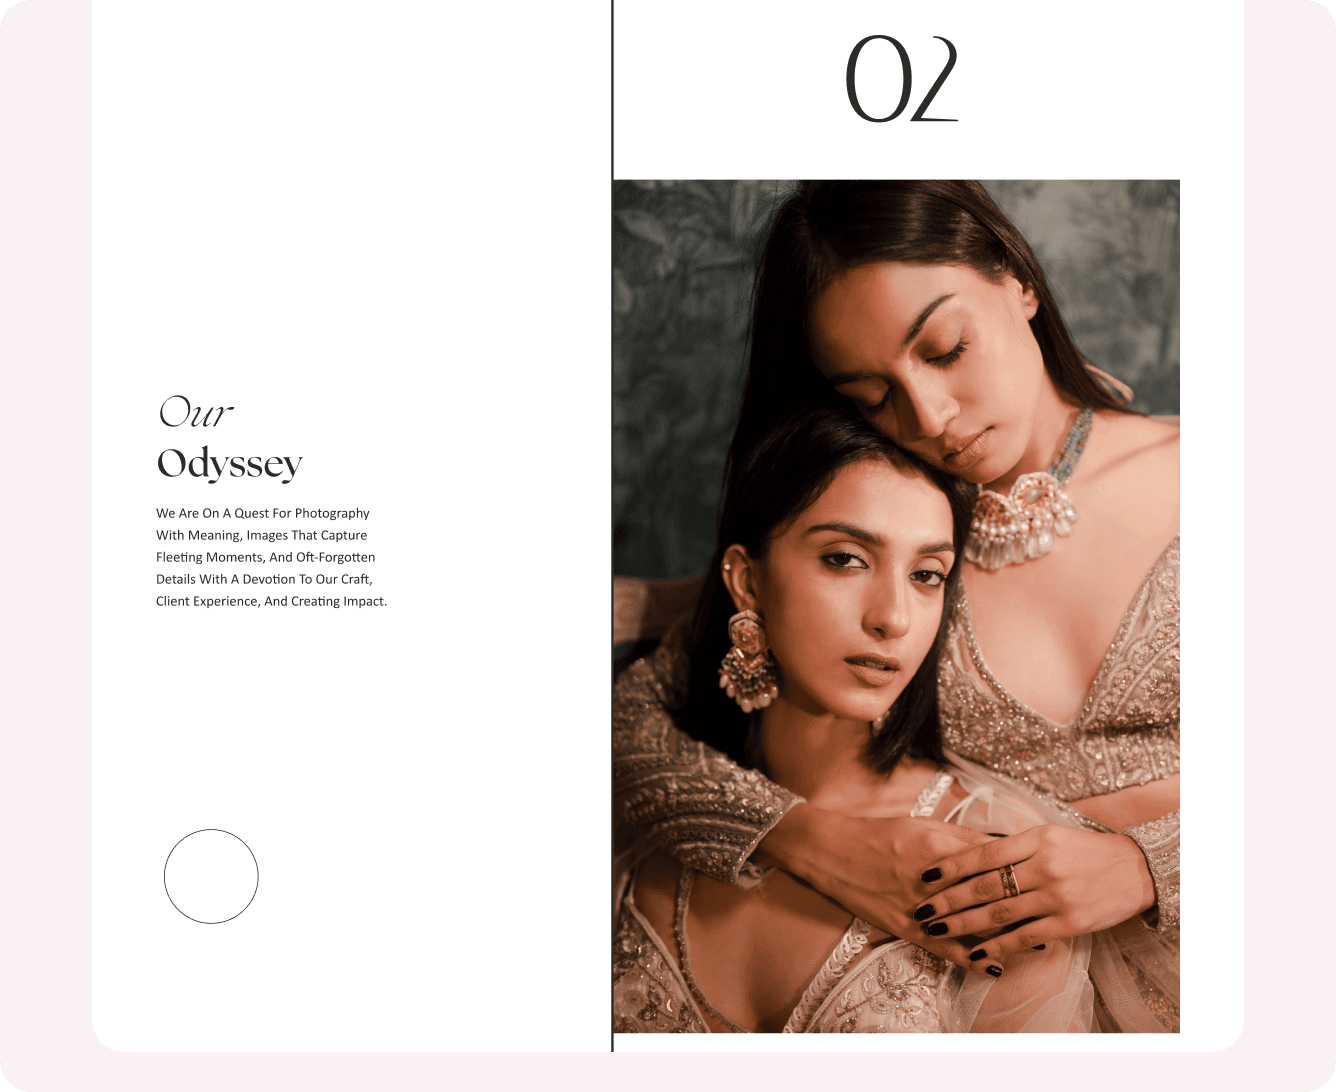 02
Our
Odyssey
We Are On A Quest For Photography
With Meaning, Images That Capture
Fleeting Moments, And Oft-Forgotten
Details With A Devotion To Our Craft,
Client Experience, And Creating Impact.